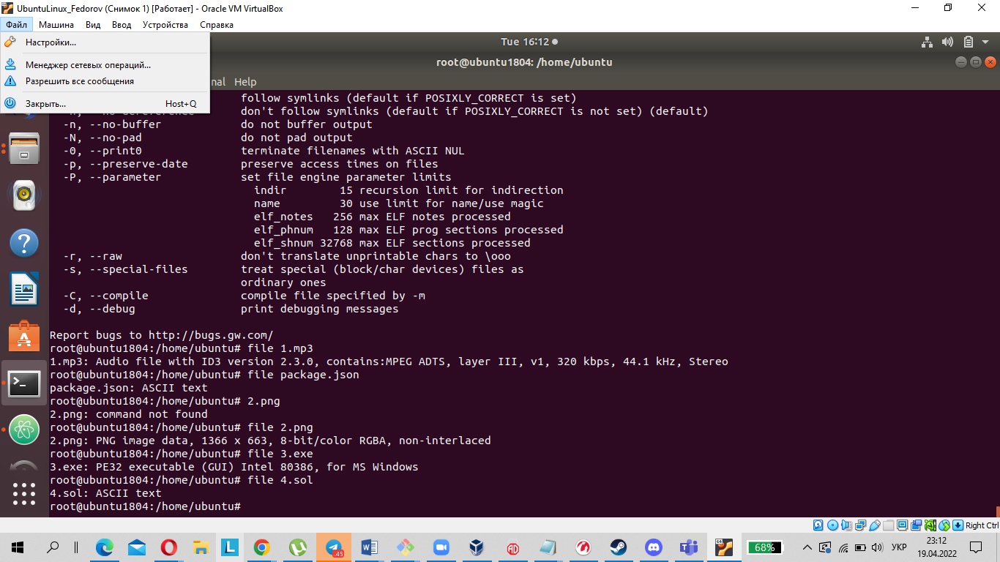 UbuntuLinux_Fedorov (Снимок 1) [Работает] - Oracle VM VirtualBox
Файл Машина Вид Ввод Устройства Справка
Настройки...
Менеджер сетевых операций...
Разрешить все сообщения
Закрыть... Host+Q
Tue 16:12
root@ubuntu1804: /home/ubuntu
nal Help
follow symlinks (default if POSIXLY_CORRECT is set)
don't follow symlinks (default if POSIXLY_CORRECT is not set) (default)
-n, --no-buffer do not buffer output
-N, --no-pad do not pad output
-0, --print0 terminate filenames with ASCII NUL
-p, --preserve-date preserve access times on files
-P, --parameter set file engine parameter limits
indir 15 recursion limit for indirection
name 30 use limit for name/use magic
elf_notes 256 max ELF notes processed
elf_phnum 128 max ELF prog sections processed
elf_shnum 32768 max ELF sections processed
-r, --raw don't translate unprintable chars to \ooo
-s, --special-files treat special (block/char devices) files as
ordinary ones
-C, --compile compile file specified by -m
-d, --debug print debugging messages
Report bugs to http://bugs.gw.com/
root@ubuntu1804:/home/ubuntu# file 1.mp3
1.mp3: Audio file with ID3 version 2.3.0, contains:MPEG ADTS, layer III, v1, 320 kbps, 44.1 kHz, Stereo
root@ubuntu1804:/home/ubuntu# file package.json
package.json: ASCII text
root@ubuntu1804:/home/ubuntu# 2.png
2.png: command not found
root@ubuntu1804:/home/ubuntu# file 2.png
2.png: PNG image data, 1366 x 663, 8-bit/color RGBA, non-interlaced
root@ubuntu1804:/home/ubuntu# file 3.exe
3.exe: PE32 executable (GUI) Intel 80386, for MS Windows
root@ubuntu1804:/home/ubuntu# file 4.sol
4.sol: ASCII text
root@ubuntu1804:/home/ubuntu#
Right Ctrl
68%
УКР
23:12
19.04.2022